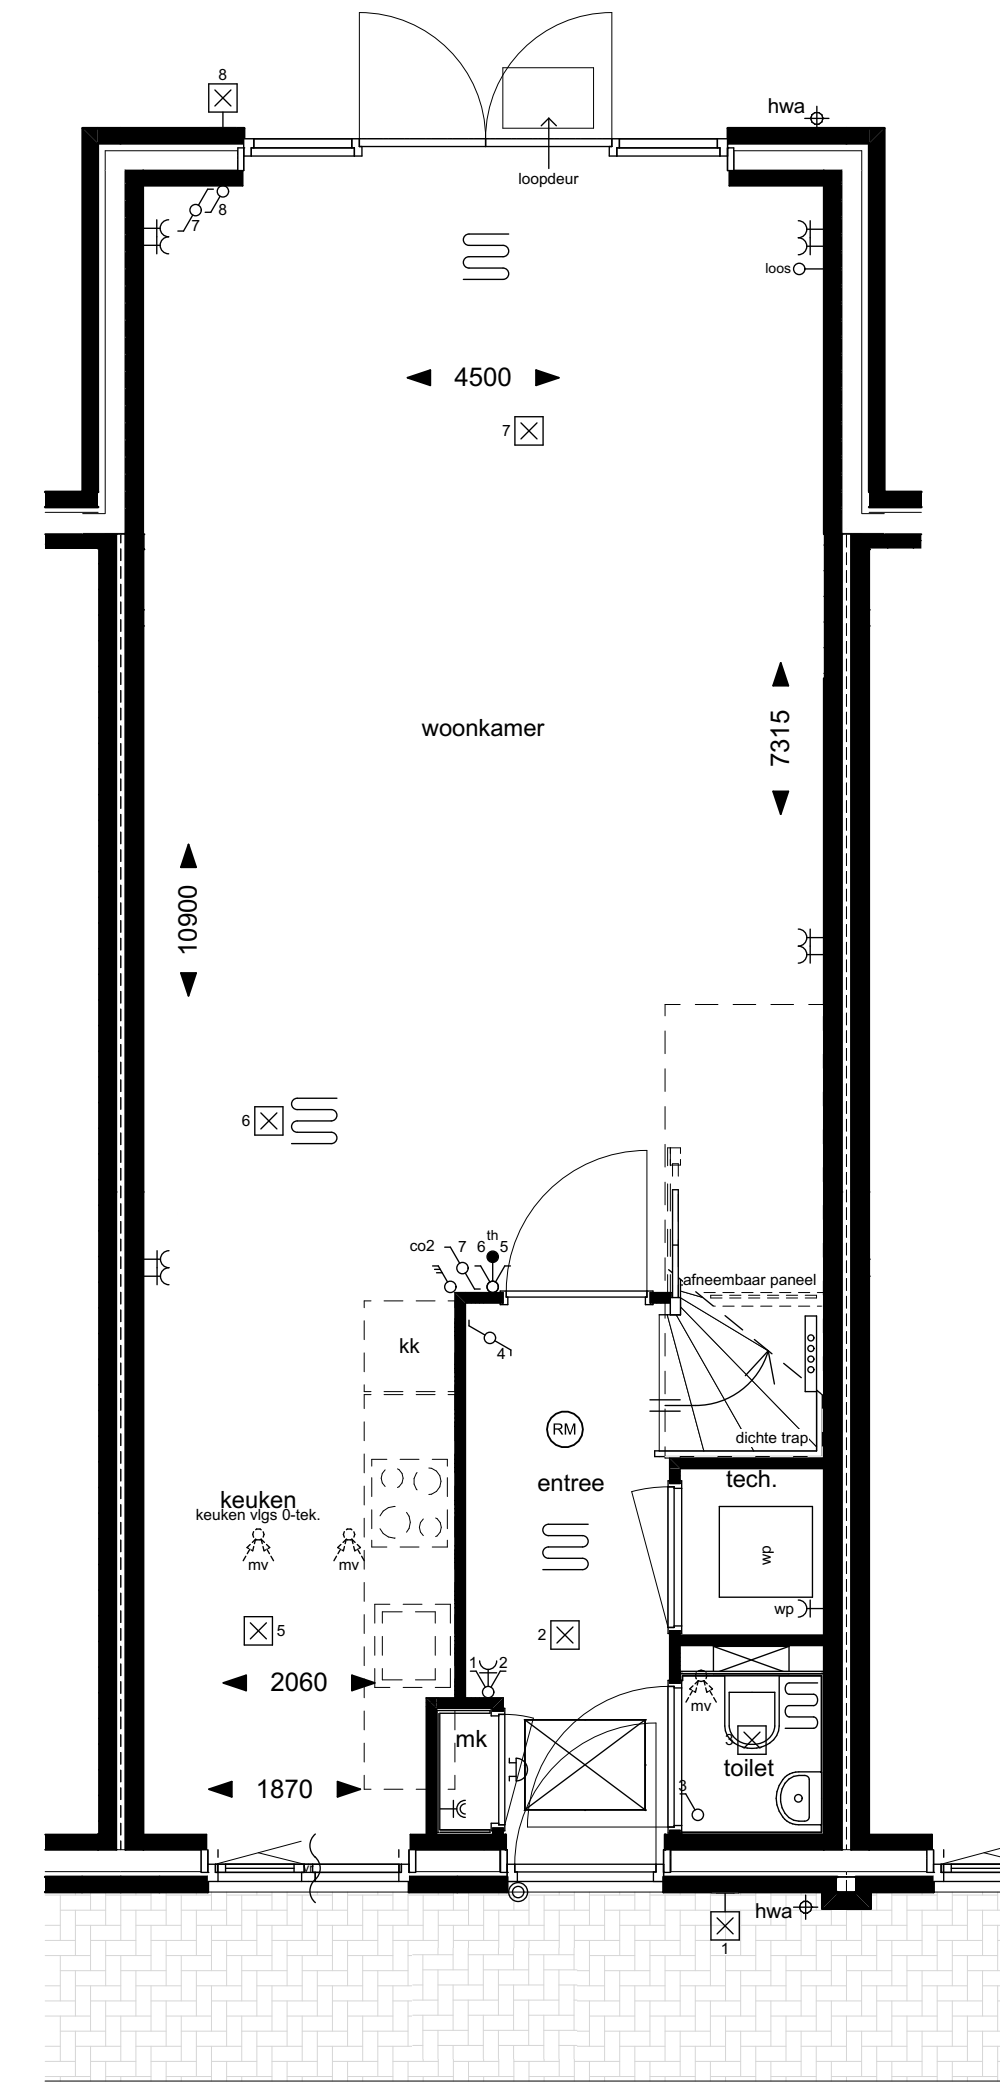 8
hwa
loopdeur
8
7
loos
4500
7
woonkamer
7315
10900
6
th
co2
7
6
5
afneembaar paneel
kk
4
RM
dichte trap
tech.
entree
keuken
keuken vlgs 0-tek.
wp
mv
mv
wp
5
2
1
2
2060
mv
mk
3
toilet
1870
3
hwa
1